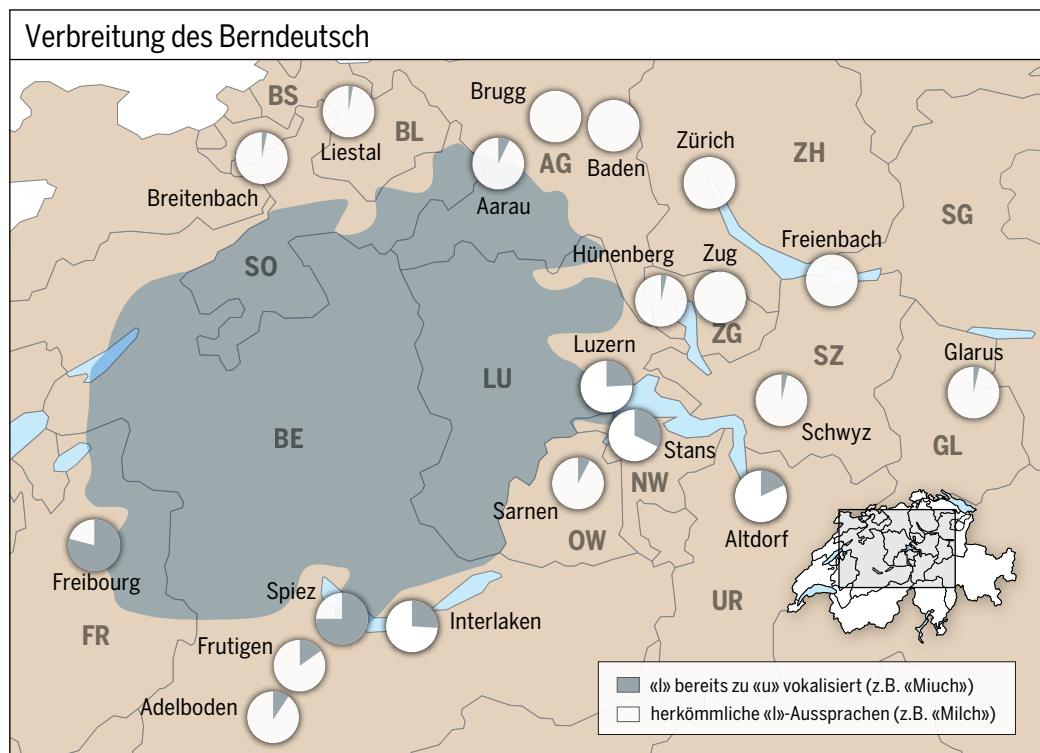 Verbreitung des Berndeutsch
BS
Liestal
BL
Brugg
AG
Baden
Zürich
ZH
Breitenbach
Aarau
SG
SO
Hünenberg
Zug
Freienbach
ZG
Luzern
SZ
Glarus
LU
BE
Stans
Schwyz
GL
NW
Sarnen
OW
Altdorf
Freibourg
Spiez
Interlaken
UR
FR
Frutigen
Adelboden
«l» bereits zu «u» vokalisiert (z.B. «Miuch»)
herkömmliche «l»-Aussprachen (z.B. «Milch»)